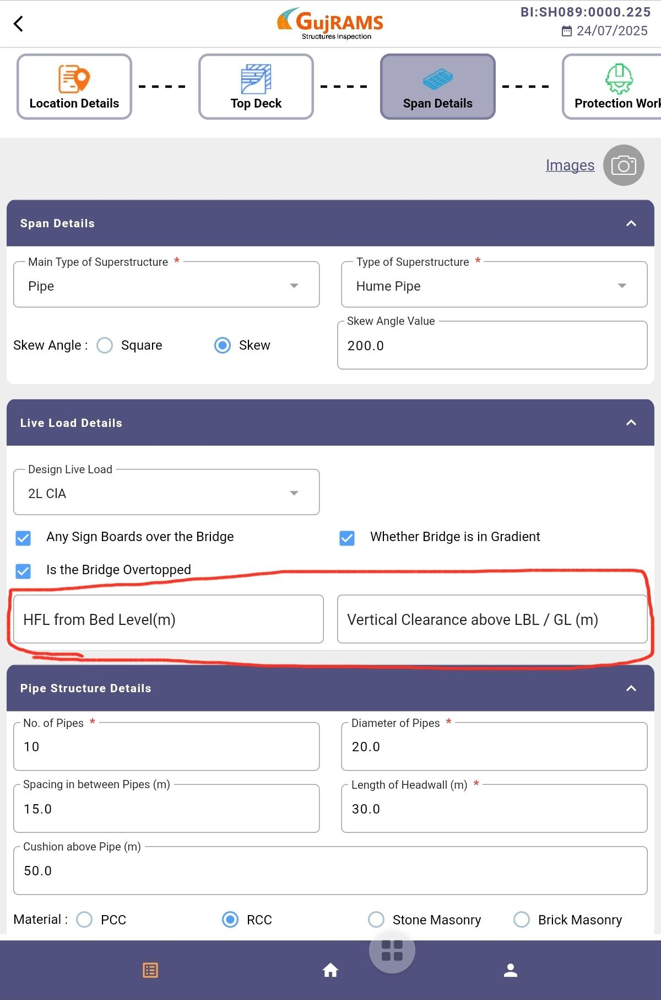 GujRAMS
Structures Inspection
BI:SH089:0000.225
24/07/2025
Location Details
Top Deck
Span Details
Protection Work
Images
Span Details
Main Type of Superstructure *
Type of Superstructure *
Pipe
Hume Pipe
Skew Angle :
Square
Skew
Skew Angle Value
200.0
Live Load Details
Design Live Load
2L ClA
Any Sign Boards over the Bridge
Whether Bridge is in Gradient
Is the Bridge Overtopped
HFL from Bed Level(m)
Vertical Clearance above LBL / GL (m)
Pipe Structure Details
No. of Pipes *
Diameter of Pipes *
10
20.0
Spacing in between Pipes (m)
Length of Headwall (m) *
15.0
30.0
Cushion above Pipe (m)
50.0
Material :
PCC
RCC
Stone Masonry
Brick Masonry